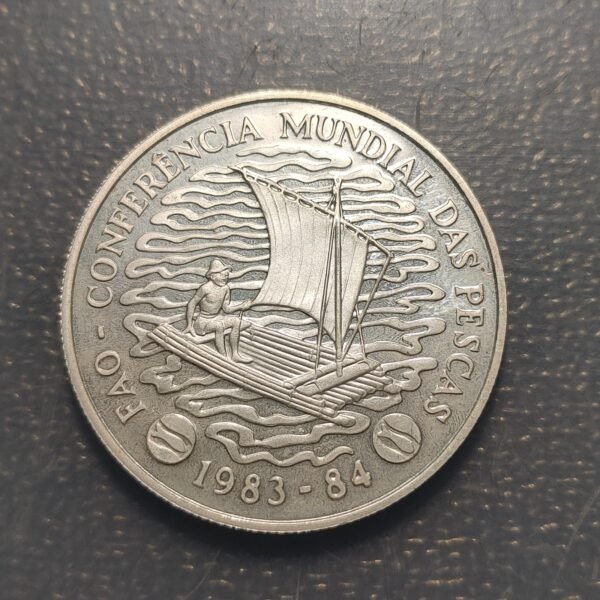 FAO - CONFERÊNCIA MUNDIAL DAS PESCAS
1983 - 84